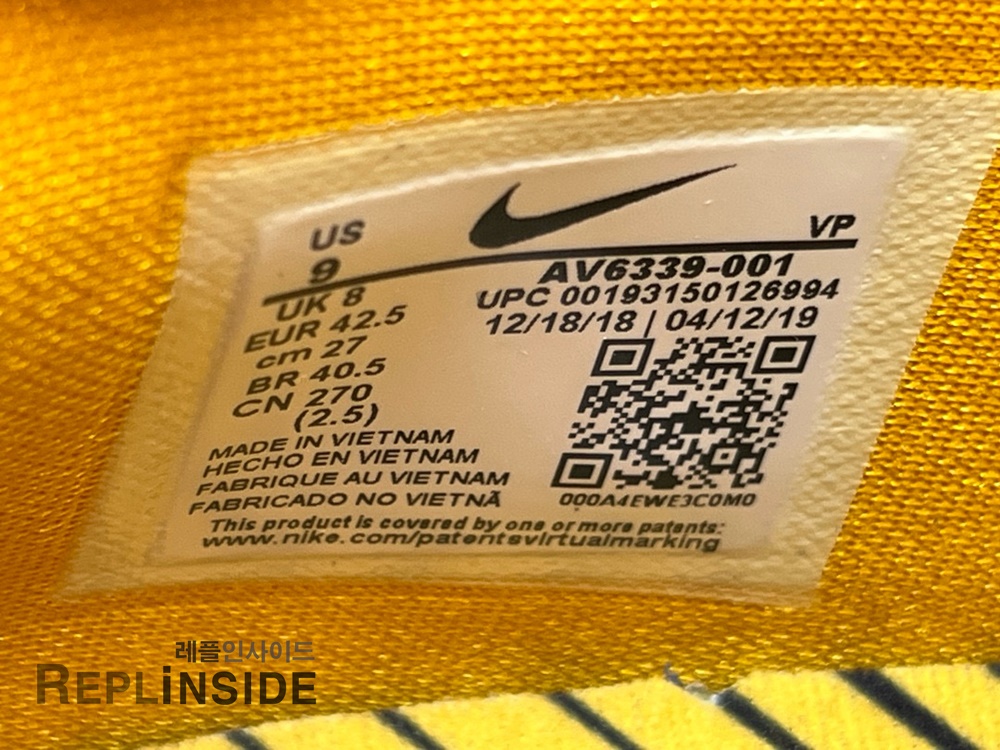 US
9
VP
UK 8
EUR 42.5
cm 27
BR 40.5
CN 270
(2.5)
AV6339-001
UPC 00193150126994
12/18/18 | 04/12/19
000A4EWE3C0M0
MADE IN VIETNAM
HECHO EN VIETNAM
FABRIQUE AU VIETNAM
FABRICADO NO VIETNÃ
This product is covered by one or more patents:
www.nike.com/patentsvirtualmarking
레플인사이드
REPLINSIDE